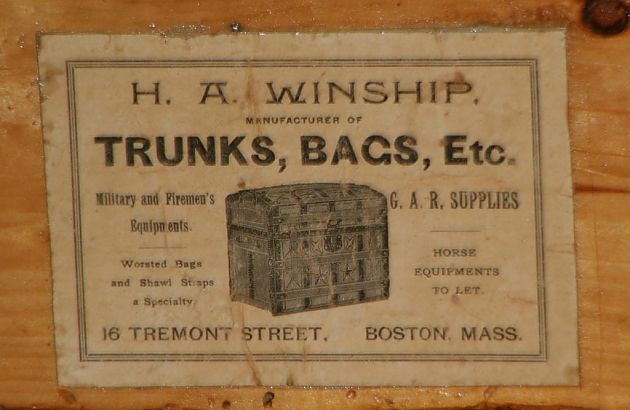 H. A. WINSHIP.
MANUFACTURER OF
TRUNKS, BAGS, Etc.
Military and Firemen's
Equipments.
Worsted Bags
and Shawl Straps
a Specialty.
G. A. R. SUPPLIES
HORSE
EQUIPMENTS
TO LET.
16 TREMONT STREET, BOSTON, MASS.